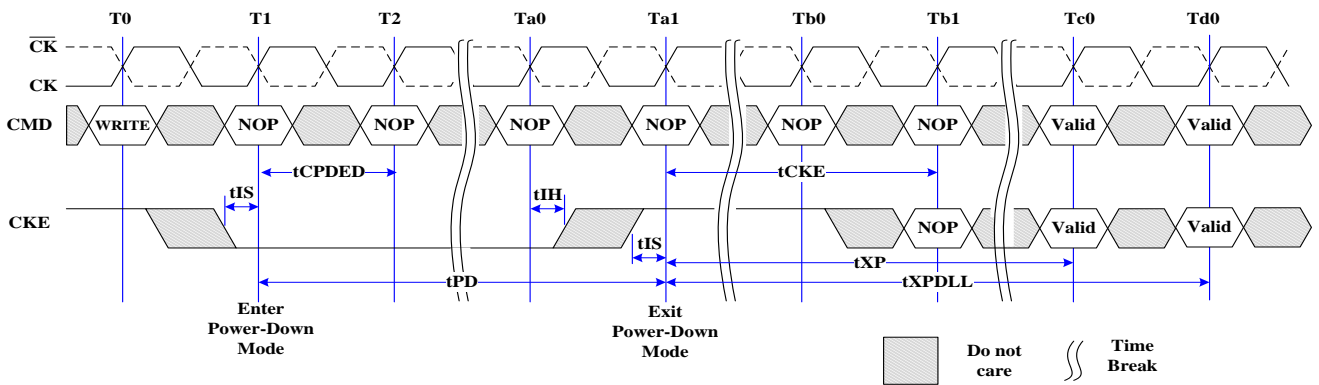 T0 T1 T2 Ta0 Ta1 Tb0 Tb1 Tc0 Td0
CK
CK
CMD WRITE NOP NOP NOP NOP NOP NOP Valid Valid
tCPDED tCKE
tIS tIH
CKE NOP Valid Valid
tIS
tXP
tPD tXPDLL
Enter
Power-Down
Mode
Exit
Power-Down
Mode
Do not
care
Time
Break